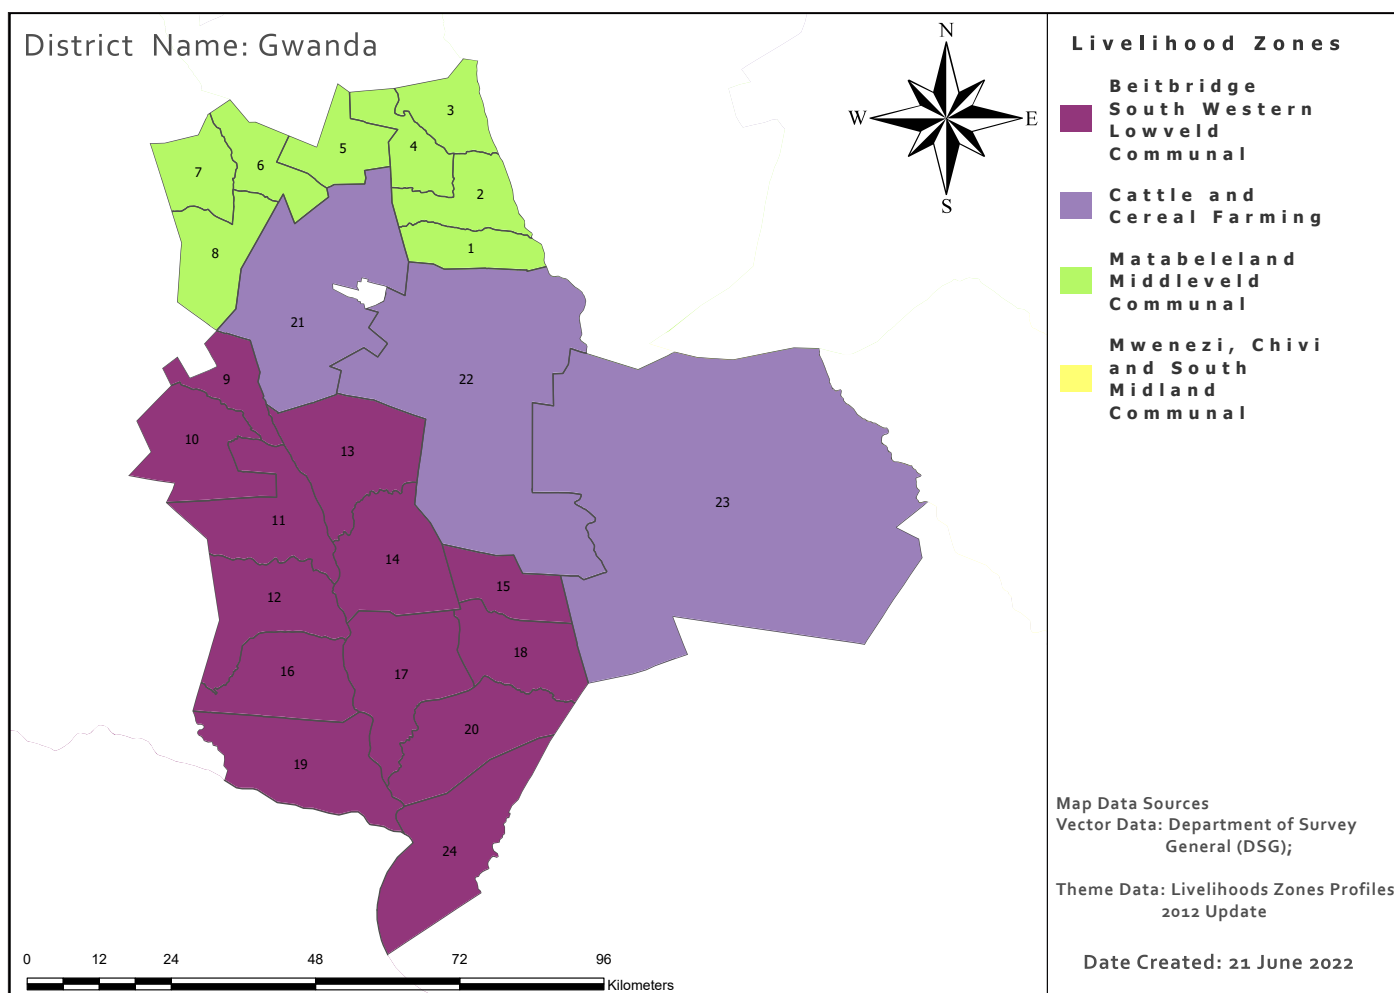 District Name: Gwanda
N
W
E
S
3
5
4
6
7
2
1
8
21
22
9
10
13
23
11
14
15
12
18
16
17
20
19
24
0
12
24
48
72
96
Kilometers
Livelihood Zones
Beitbridge
South Western
Lowveld
Communal
Cattle and
Cereal Farming
Matabeleland
Middleveld
Communal
Mwenezi, Chivi
and South
Midland
Communal
Map Data Sources
Vector Data: Department of Survey
General (DSG);
Theme Data: Livelihoods Zones Profiles
2012 Update
Date Created: 21 June 2022